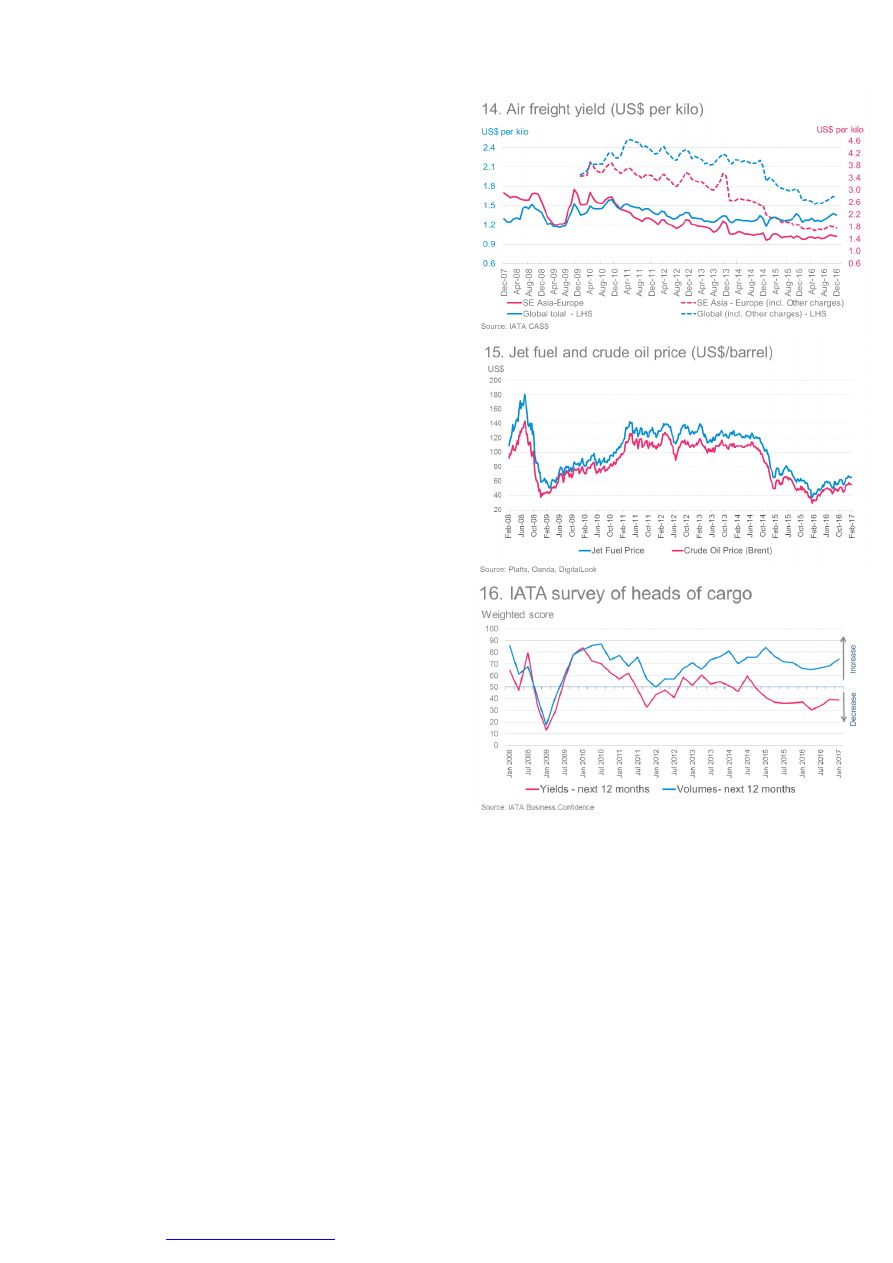 14. Air freight yield (US$ per kilo)
US$ per kilo
US$ per kilo
2.4
2.1
1.8
1.5
1.2
0.9
0.6
4.6
4.2
3.8
3.4
3.0
2.6
2.2
1.8
1.4
1.0
0.6
Dec-07 Apr-08 Aug-08 Dec-08 Apr-09 Aug-09 Dec-09 Apr-10 Aug-10 Dec-10 Apr-11 Aug-11 Dec-11 Apr-12 Aug-12 Dec-12 Apr-13 Aug-13 Dec-13 Apr-14 Aug-14 Dec-14 Apr-15 Aug-15 Dec-15 Apr-16 Aug-16 Dec-16
SE Asia-Europe
SE Asia - Europe (incl. Other charges)
Global total - LHS
Global (incl. Other charges) - LHS
Source: IATA CASS
15. Jet fuel and crude oil price (US$/barrel)
US$
200
180
160
140
120
100
80
60
40
20
Feb-08 Jun-08 Oct-08 Feb-09 Jun-09 Oct-09 Feb-10 Jun-10 Oct-10 Feb-11 Jun-11 Oct-11 Feb-12 Jun-12 Oct-12 Feb-13 Jun-13 Oct-13 Feb-14 Jun-14 Oct-14 Feb-15 Jun-15 Oct-15 Feb-16 Jun-16 Oct-16 Feb-17
Jet Fuel Price
Crude Oil Price (Brent)
Source: Platts, Oanda, DigitalLook
16. IATA survey of heads of cargo
Weighted score
100
90
80
70
60
50
40
30
20
10
0
Increase
Decrease
Jan 2008 Jul 2008 Jan 2009 Jul 2009 Jan 2010 Jul 2010 Jan 2011 Jul 2011 Jan 2012 Jul 2012 Jan 2013 Jul 2013 Jan 2014 Jul 2014 Jan 2015 Jul 2015 Jan 2016 Jul 2016 Jan 2017
Yields - next 12 months
Volumes- next 12 months
Source: IATA Business Confidence